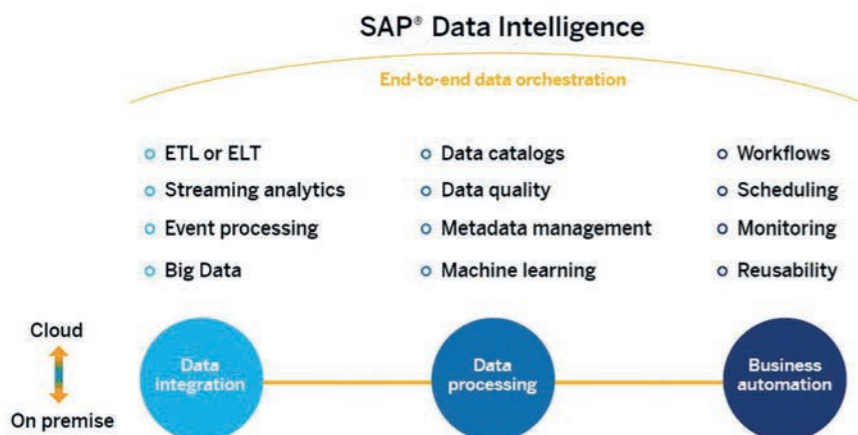 SAP® Data Intelligence
End-to-end data orchestration
ETL or ELT
Streaming analytics
Event processing
Big Data
Data catalogs
Data quality
Metadata management
Machine learning
Workflows
Scheduling
Monitoring
Reusability
Cloud
On premise
Data
integration
Data
processing
Business
automation